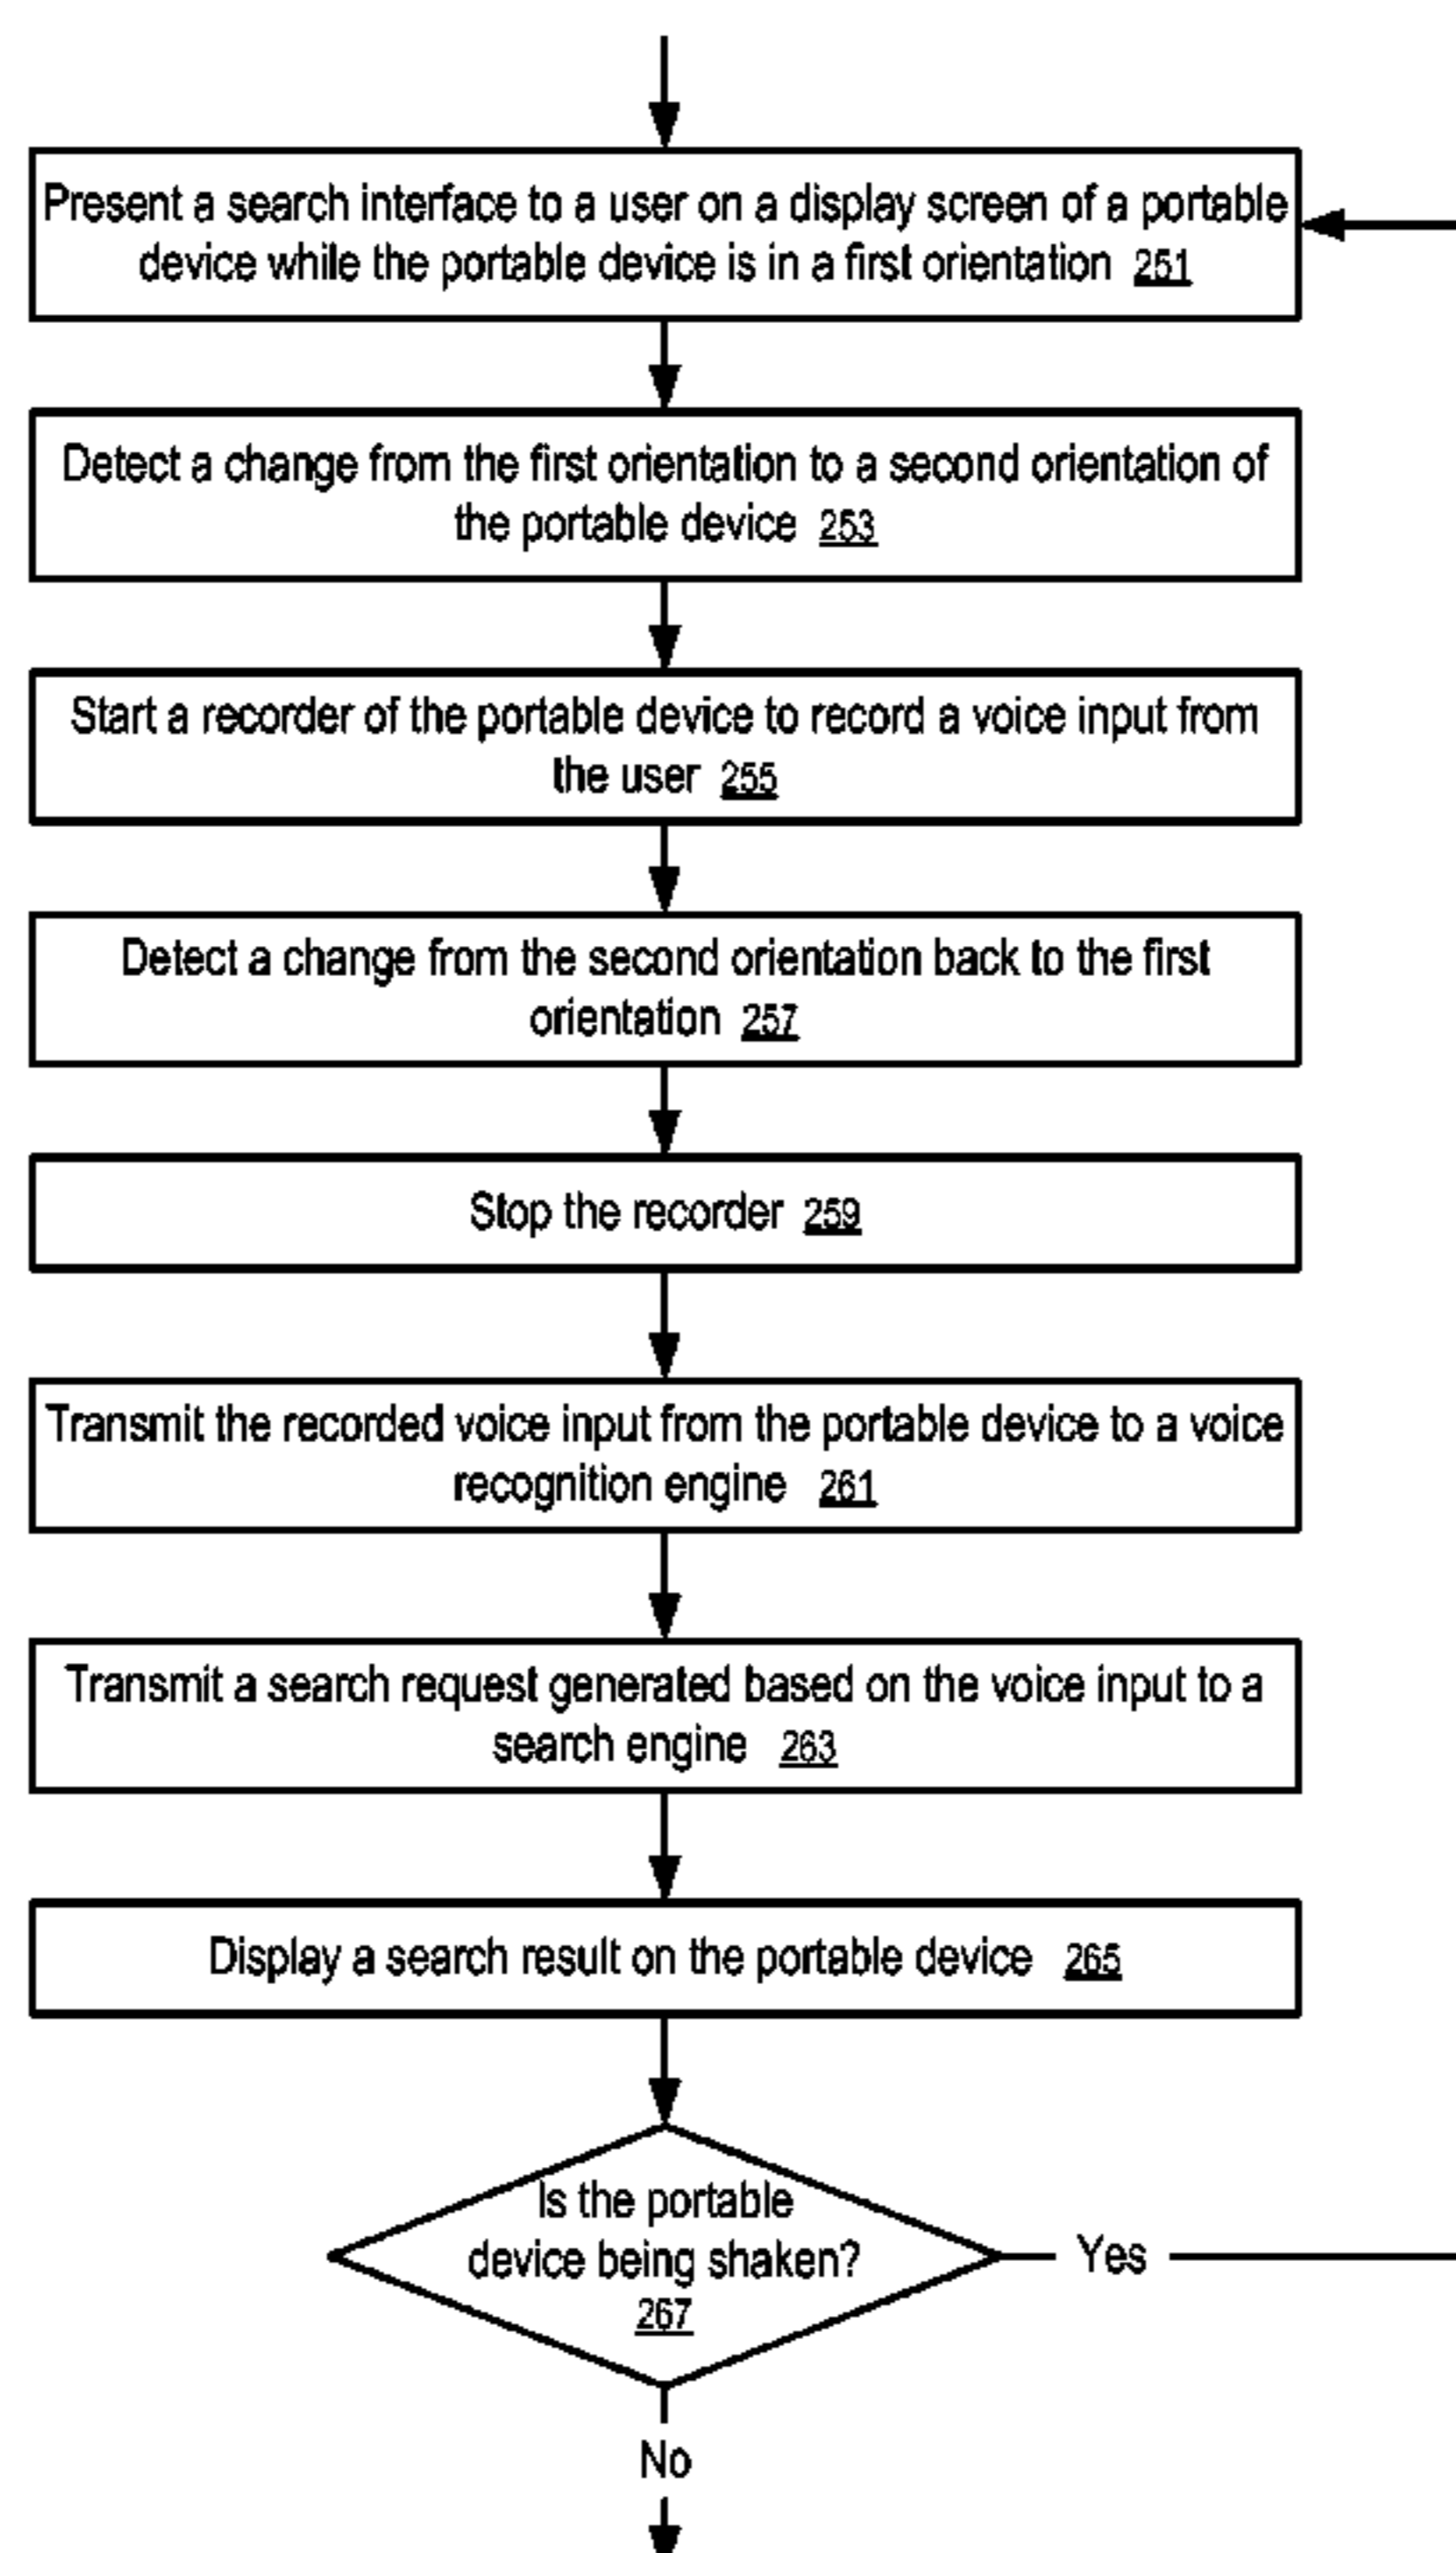 Present a search interface to a user on a display screen of a portable
device while the portable device is in a first orientation 251
Detect a change from the first orientation to a second orientation of
the portable device 253
Start a recorder of the portable device to record a voice input from
the user 255
Detect a change from the second orientation back to the first
orientation 257
Stop the recorder 259
Transmit the recorded voice input from the portable device to a voice
recognition engine 261
Transmit a search request generated based on the voice input to a
search engine 263
Display a search result on the portable device 265
Is the portable
device being shaken?
267
Yes
No